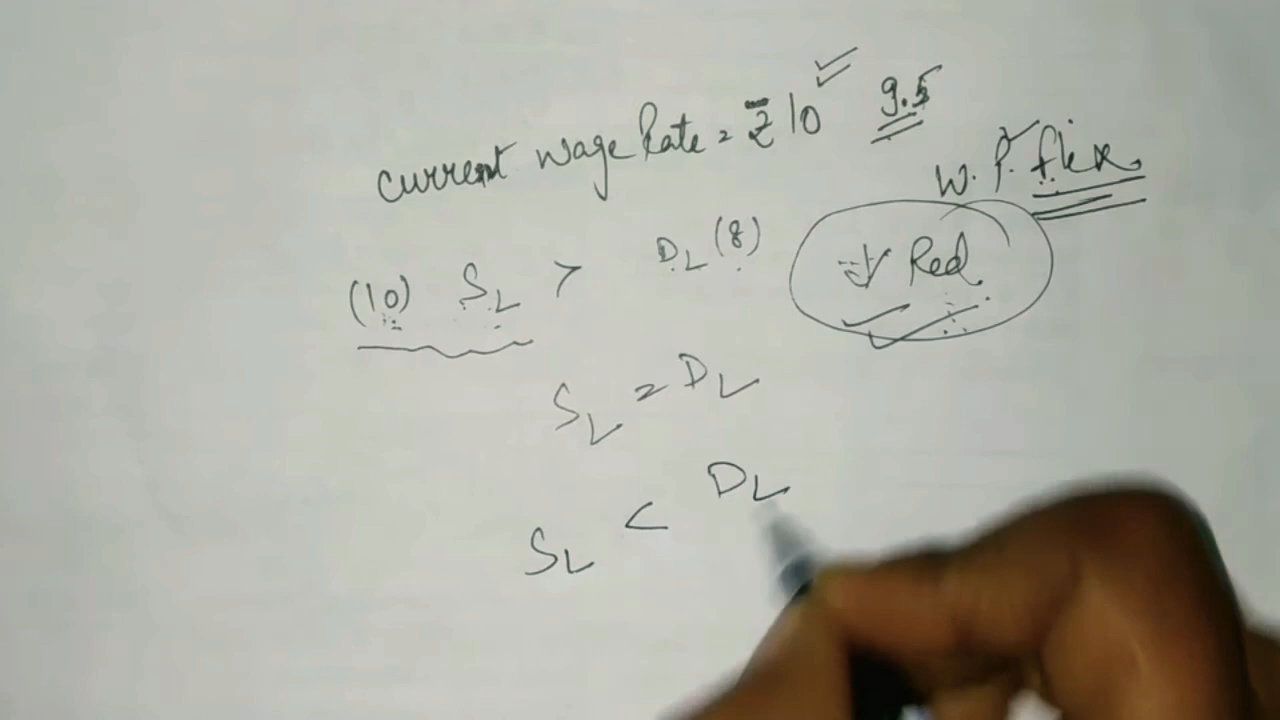 current wage Rate = ₹ 10 9.5
W. P. flex.
(10) SL > DL (8) ↓ Red
SL = DL
SL < DL